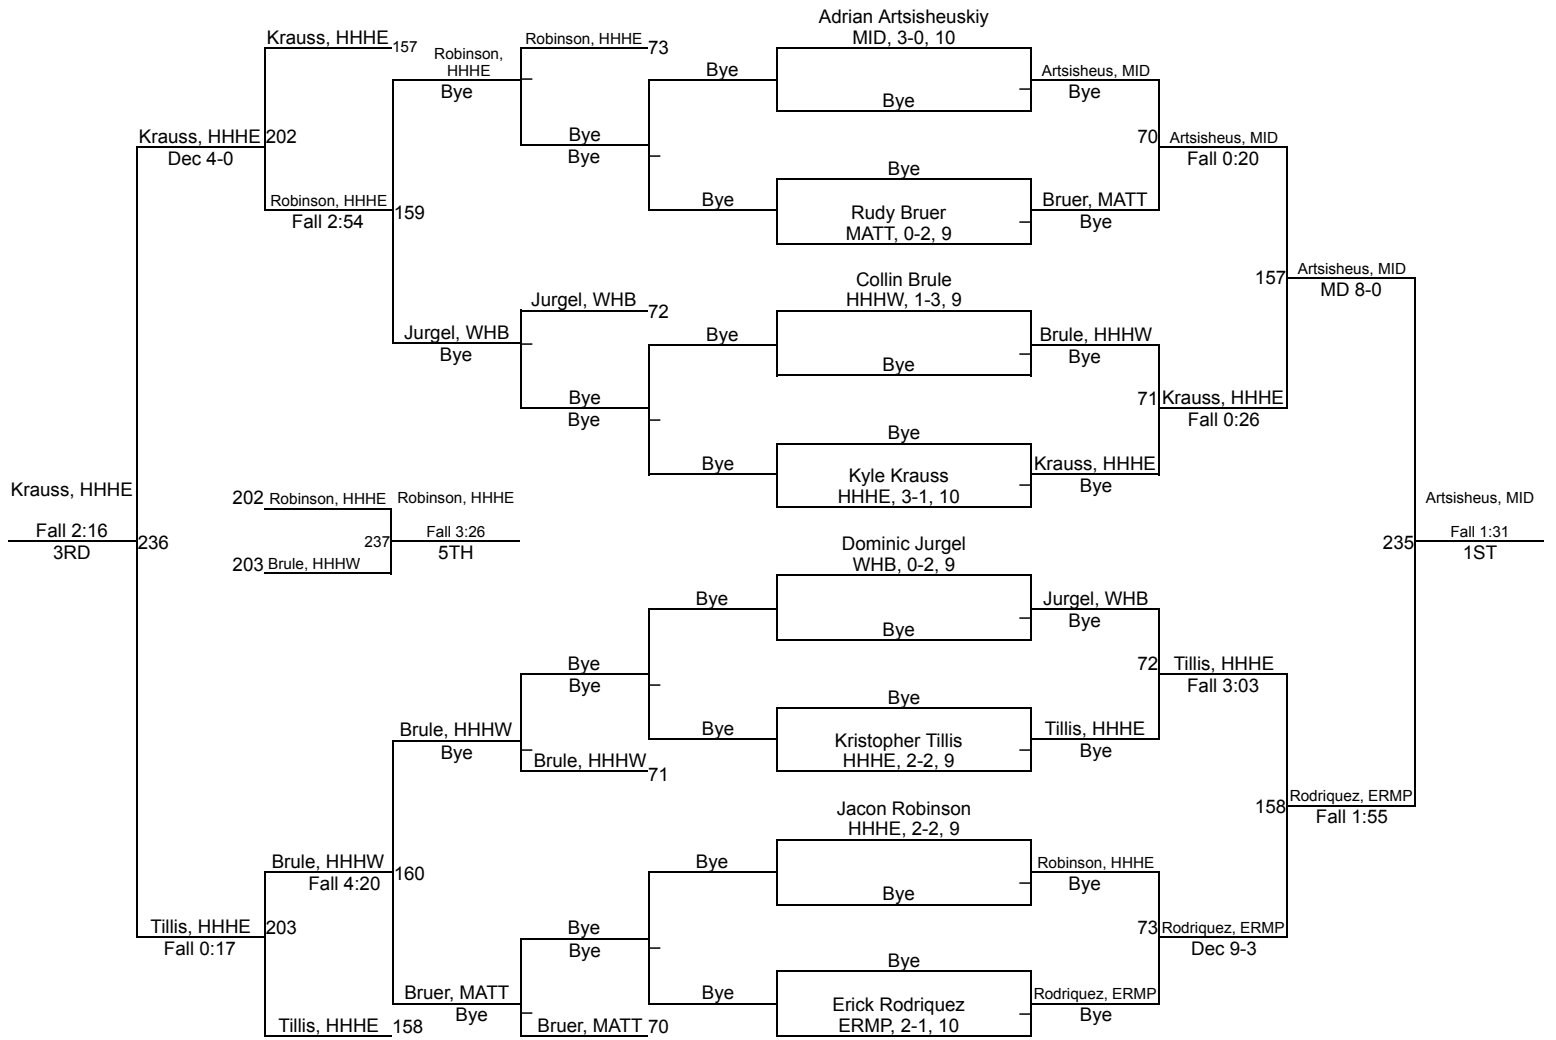 Adrian Artsisheuskiy
Krauss, HHHE
157
Robinson, HHHE
73
MID, 3-0, 10
Robinson,
HHHE
Bye
Bye
Artsisheus, MID
Bye
Bye
Krauss, HHHE
202
Dec 4-0
Bye
Bye
70
Artsisheus, MID
Fall 0:20
Bye
Robinson, HHHE
Fall 2:54
159
Bye
Rudy Bruer
MATT, 0-2, 9
Bruer, MATT
Bye
Collin Brule
HHHW, 1-3, 9
157
Artsisheus, MID
MD 8-0
Jurgel, WHB
72
Jurgel, WHB
Bye
Bye
Bye
Brule, HHHW
Bye
Bye
Bye
71
Krauss, HHHE
Fall 0:26
Bye
Bye
Kyle Krauss
HHHE, 3-1, 10
Krauss, HHHE
Bye
Krauss, HHHE
Fall 2:16
3RD
236
202
Robinson, HHHE
203
Brule, HHHW
237
Robinson, HHHE
Fall 3:26
5TH
235
Artsisheus, MID
Fall 1:31
1ST
Dominic Jurgel
WHB, 0-2, 9
Bye
Bye
Jurgel, WHB
Bye
Bye
Bye
72
Tillis, HHHE
Fall 3:03
Bye
Brule, HHHW
Bye
Bye
Kristopher Tillis
HHHE, 2-2, 9
Tillis, HHHE
Bye
Brule, HHHW
71
Jacon Robinson
HHHE, 2-2, 9
158
Rodriquez, ERMP
Fall 1:55
Brule, HHHW
Fall 4:20
160
Bye
Bye
Robinson, HHHE
Bye
Tillis, HHHE
203
Fall 0:17
Bye
Bye
73
Rodriquez, ERMP
Dec 9-3
Bye
Bruer, MATT
Bye
Bye
Erick Rodriquez
ERMP, 2-1, 10
Rodriquez, ERMP
Bye
Tillis, HHHE
158
Bruer, MATT
70